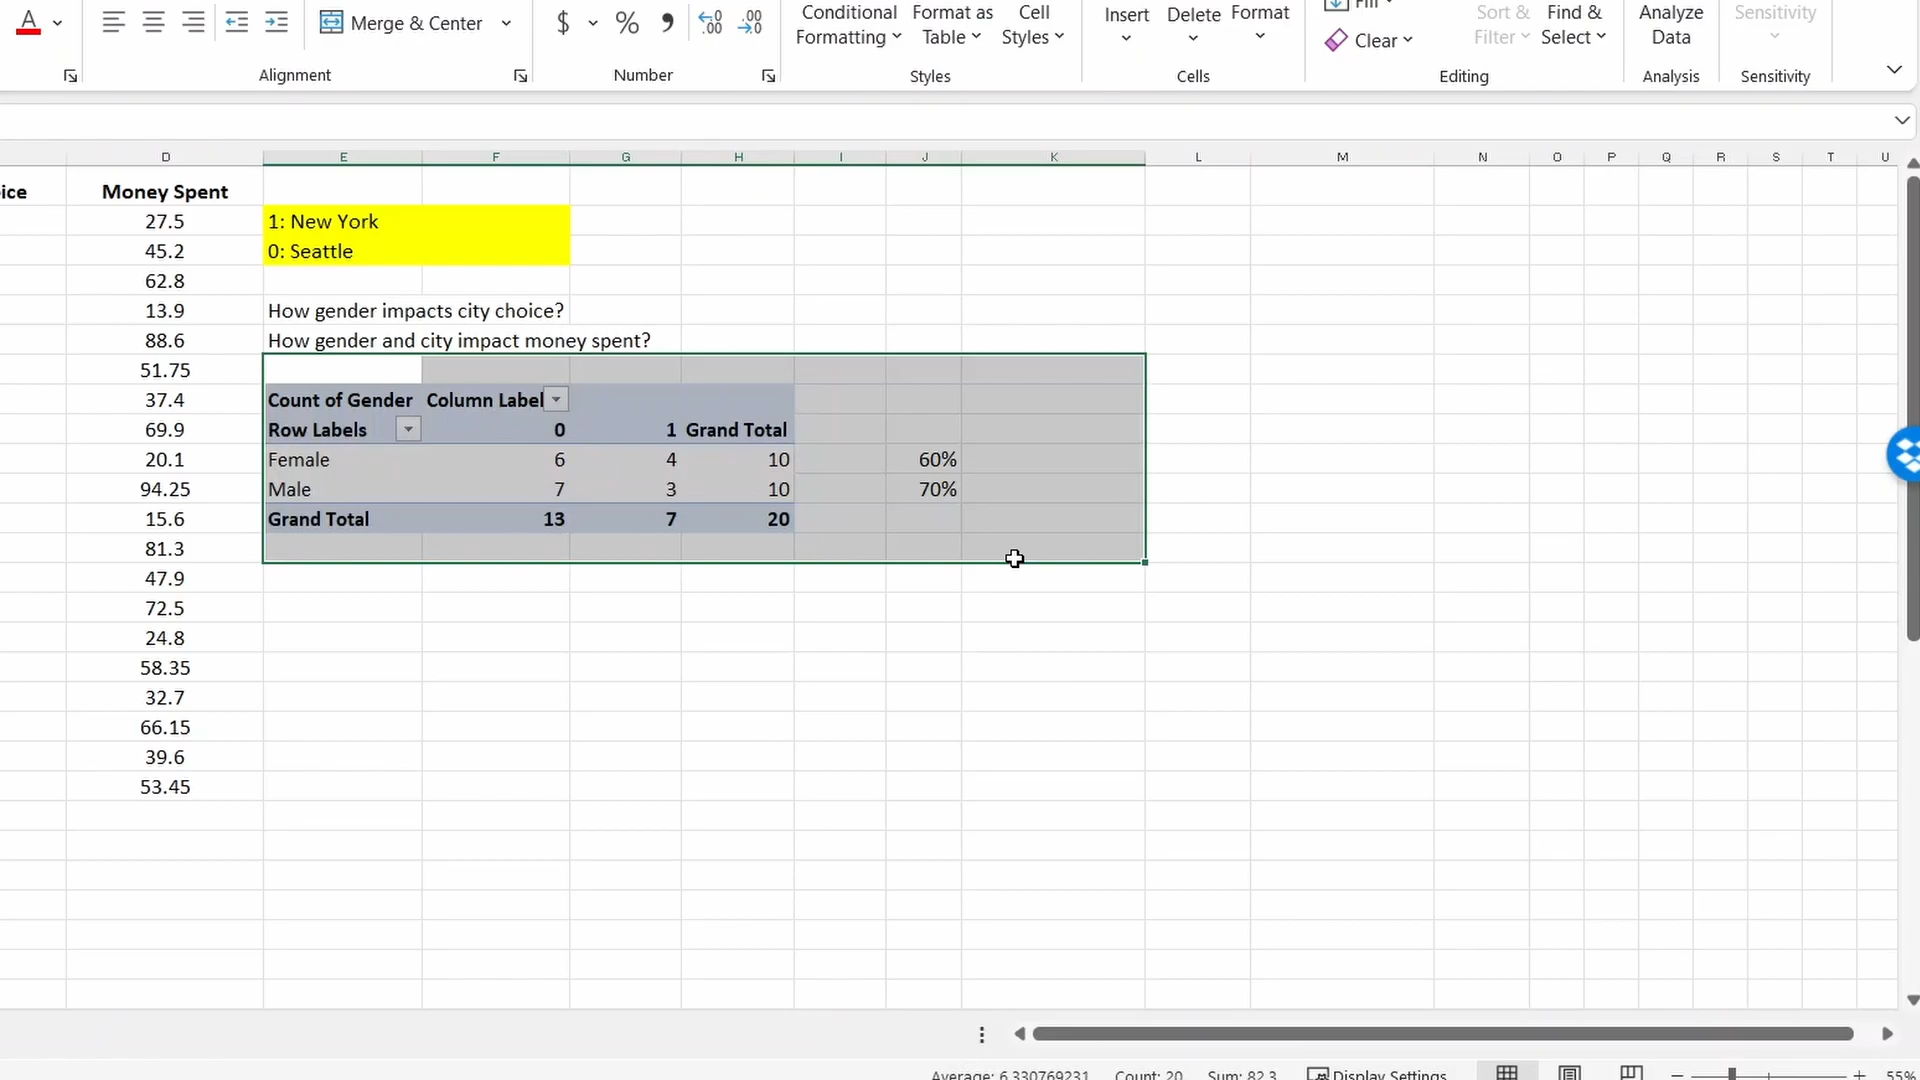 A
Merge & Center
$ % ,
Conditional Formatting
Format as Table
Cell Styles
Insert
Delete
Format
Fill
Clear
Sort & Filter
Find & Select
Analyze Data
Sensitivity
Alignment
Number
Styles
Cells
Editing
Analysis
Sensitivity
D E F G H I J K L M N O P Q R S T U
ice Money Spent
27.5 1: New York
45.2 0: Seattle
62.8
13.9 How gender impacts city choice?
88.6 How gender and city impact money spent?
51.75
37.4 Count of Gender Column Label
69.9 Row Labels 0 1 Grand Total
20.1 Female 6 4 10 60%
94.25 Male 7 3 10 70%
15.6 Grand Total 13 7 20
81.3
47.9
72.5
24.8
58.35
32.7
66.15
39.6
53.45
Average: 6.330769231 Count: 20 Sum: 82.3 Display Settings 55%